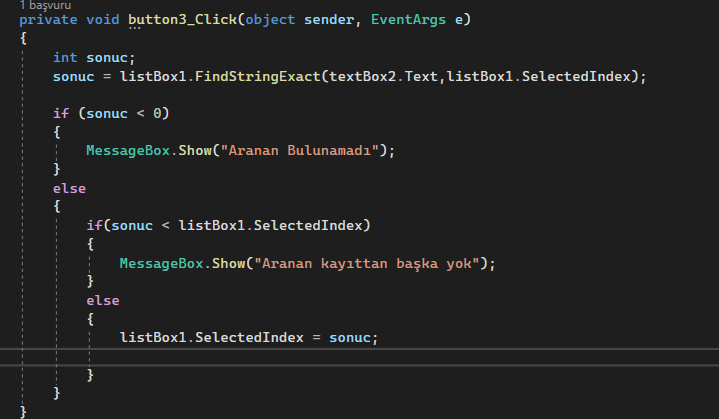 1 başvuru
private void button3_Click(object sender, EventArgs e)
{
int sonuc;
sonuc = listBox1.FindStringExact(textBox2.Text,listBox1.SelectedIndex);
if (sonuc < 0)
{
MessageBox.Show("Aranan Bulunamadı");
}
else
{
if(sonuc < listBox1.SelectedIndex)
{
MessageBox.Show("Aranan kayıttan başka yok");
}
else
{
listBox1.SelectedIndex = sonuc;
}
}
}